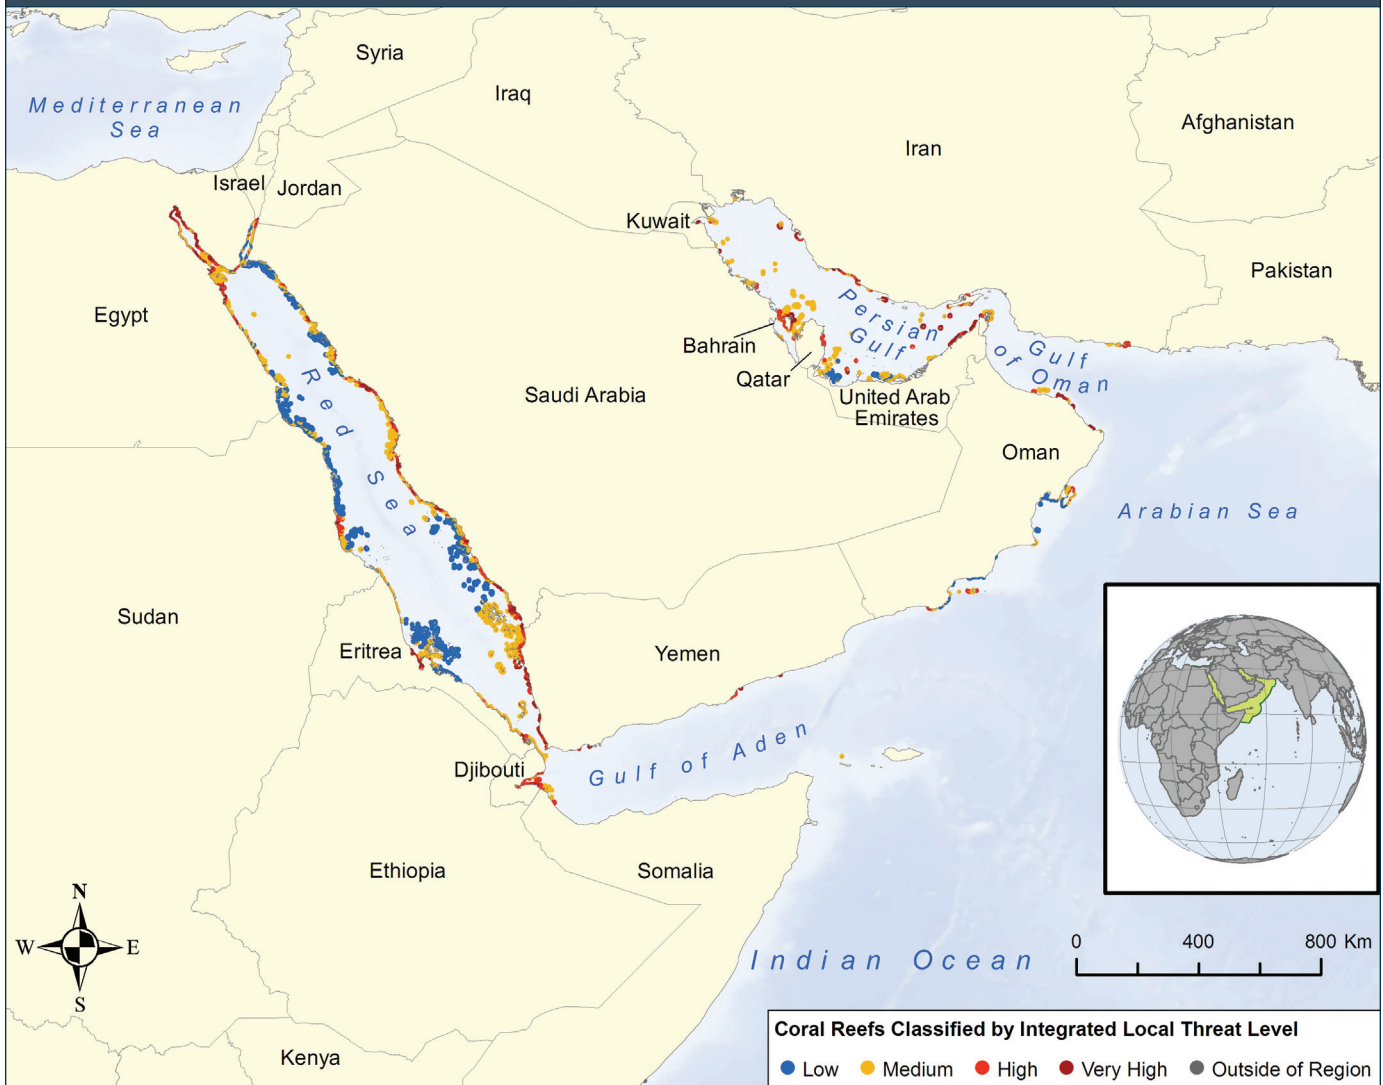 Syria
Iraq
Mediterranean
Sea
Afghanistan
Iran
Israel
Jordan
Kuwait
Pakistan
Egypt
Persian
Gulf
Bahrain
Qatar
Gulf
of
Oman
Red
Sea
Saudi Arabia
United Arab
Emirates
Oman
Arabian Sea
Sudan
Eritrea
Yemen
Djibouti
Gulf of Aden
Ethiopia
Somalia
N
W
E
S
Indian Ocean
0
400
800 Km
Kenya
Coral Reefs Classified by Integrated Local Threat Level
Low Medium High Very High Outside of Region